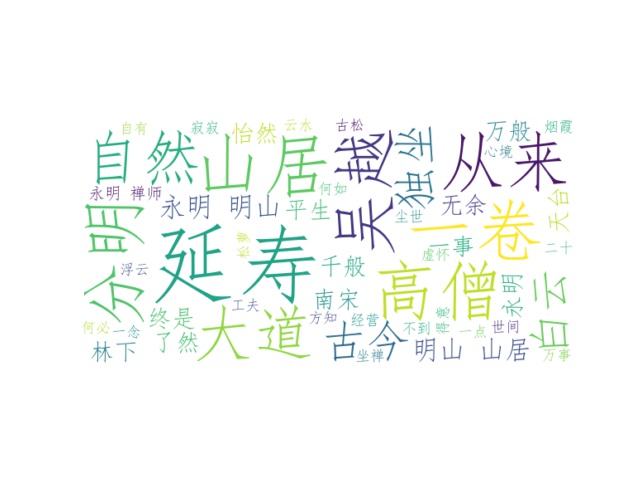 自有 寂寂 怡然 云水 古松 万般 烟霞
自然 山居 吴越 独坐 从来 心境
永明 禅师 永明 明山 平生 何如 尘世 无余 天台
分明 延寿 一卷 一事 二十
浮云 千般 虚怀 高僧 永明 白云
工夫 南宋
何必 一念 终是 大道 方知 经营 不到 一点 世间
林下 了然 古今 坐禅 明山 山居 万事